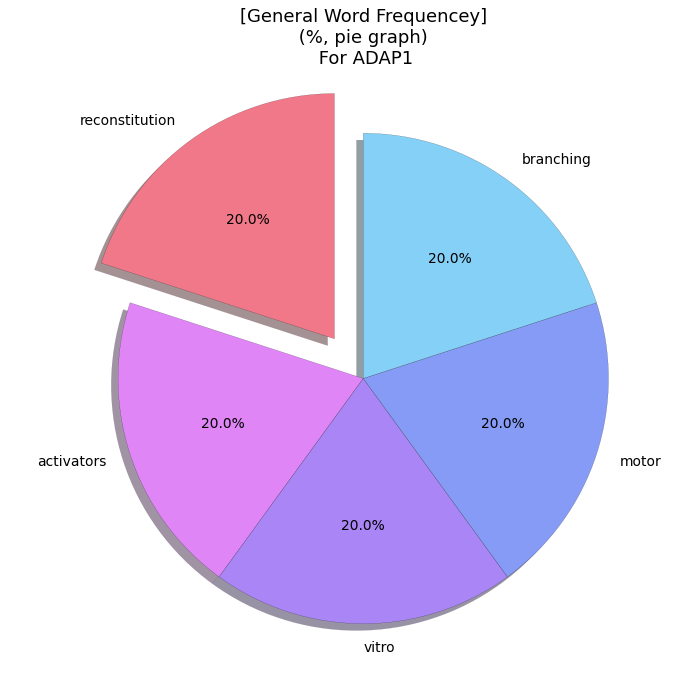 [General Word Frequencey]
(%, pie graph)
For ADAP1
reconstitution
branching
20.0%
20.0%
activators
20.0%
20.0%
motor
20.0%
vitro